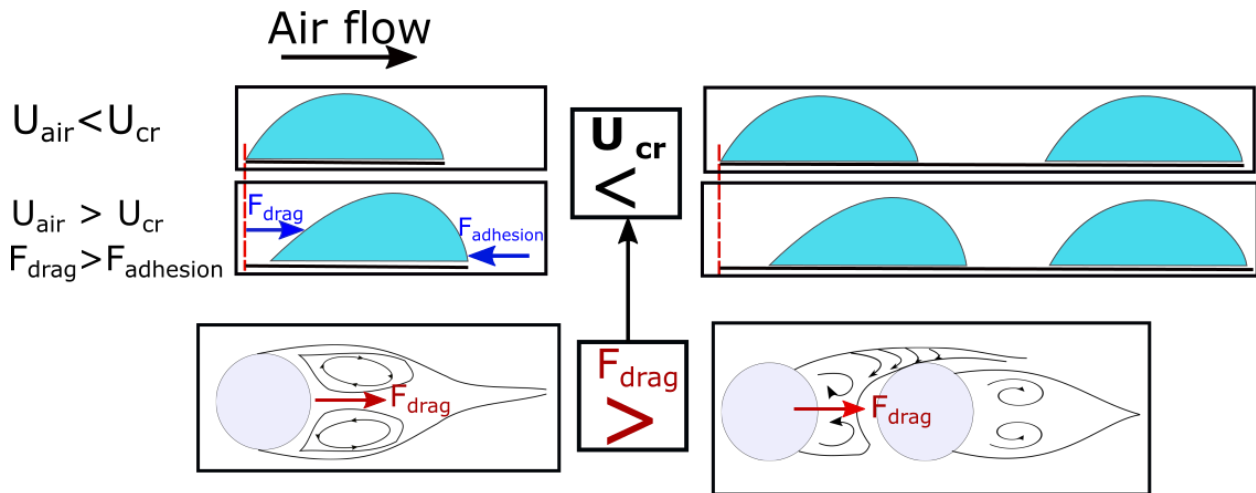 Air flow
U_air<U_cr
U_air > U_cr
F_drag>F_adhesion
F_drag
F_adhesion
U_cr
<
F_drag
F_drag
>
F_drag